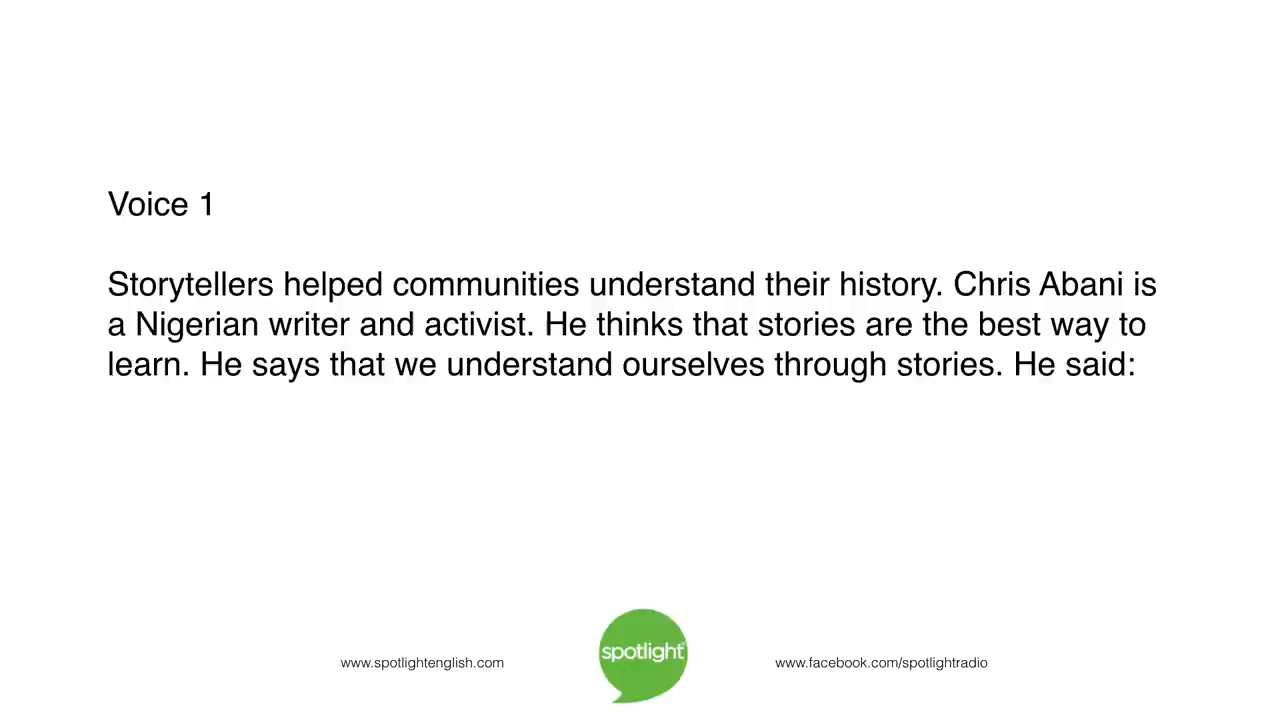 Voice 1
Storytellers helped communities understand their history. Chris Abani is
a Nigerian writer and activist. He thinks that stories are the best way to
learn. He says that we understand ourselves through stories. He said:
www.spotlightenglish.com
spotlight
www.facebook.com/spotlightradio